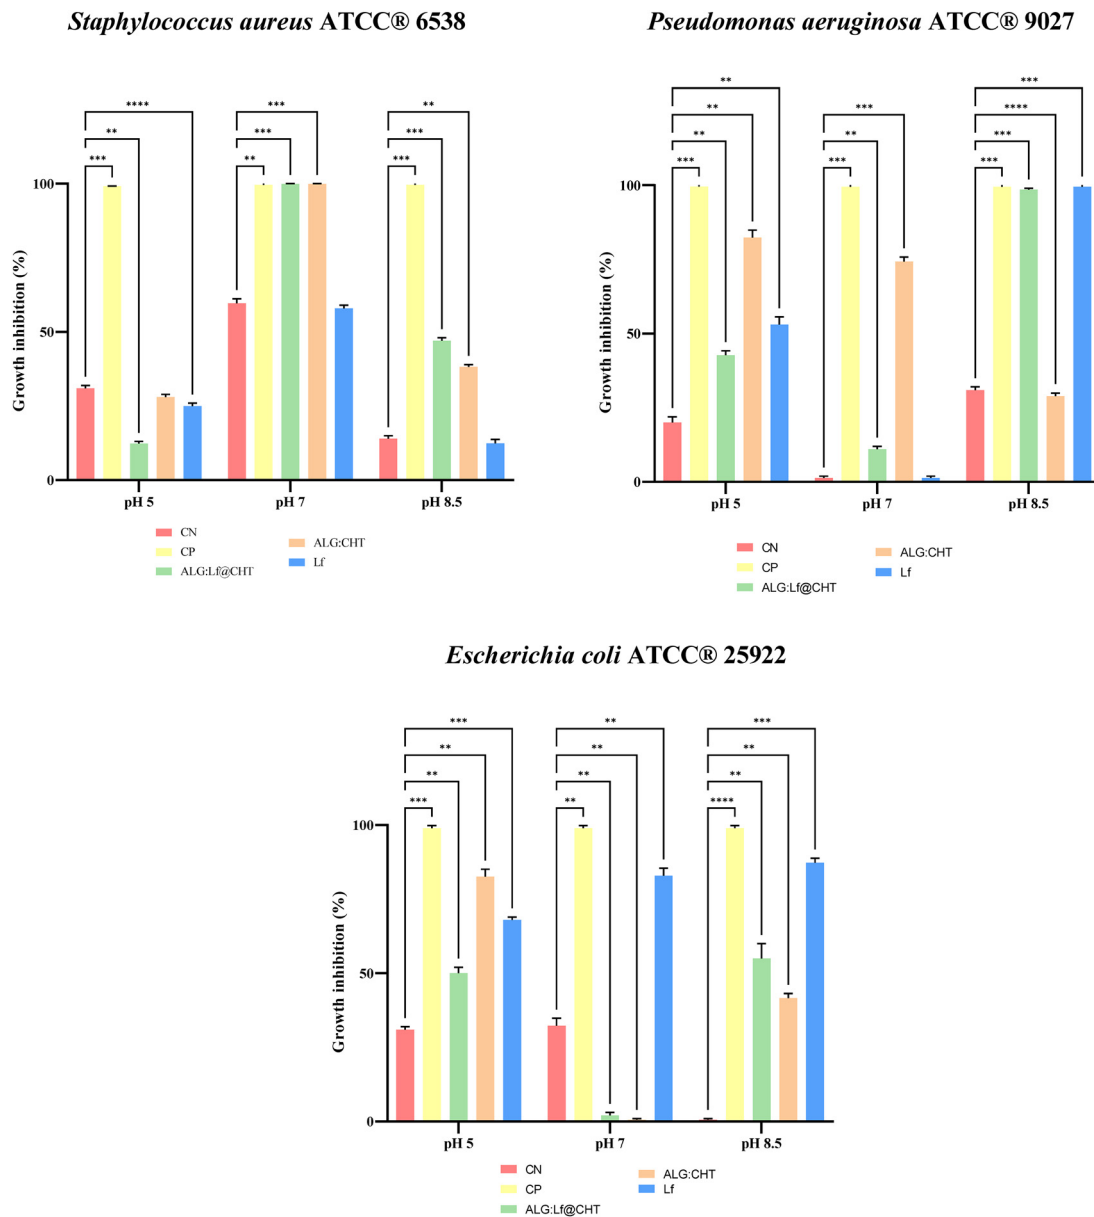 Staphylococcus aureus ATCC® 6538
Growth inhibition (%)
100
50
0
****
**
***
***
***
**
**
***
***
pH 5
pH 7
pH 8.5
CN
CP
ALG:Lf@CHT
ALG:CHT
Lf
Pseudomonas aeruginosa ATCC® 9027
Growth inhibition (%)
100
50
0
**
**
**
***
***
**
***
***
****
***
***
pH 5
pH 7
pH 8.5
CN
CP
ALG:Lf@CHT
ALG:CHT
Lf
Escherichia coli ATCC® 25922
Growth inhibition (%)
100
50
0
***
**
**
***
**
**
**
**
***
**
**
****
pH 5
pH 7
pH 8.5
CN
CP
ALG:Lf@CHT
ALG:CHT
Lf